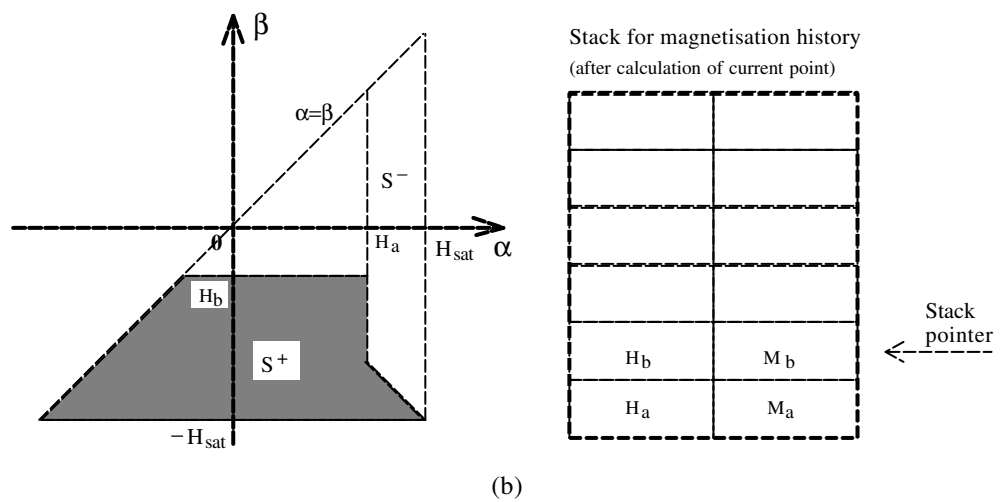 β
Stack for magnetisation history
(after calculation of current point)
α=β
S⁻
0
Hₐ
H_sat
α
H_b
Stack
pointer
S⁺
H_b M_b
Hₐ Mₐ
−H_sat
(b)